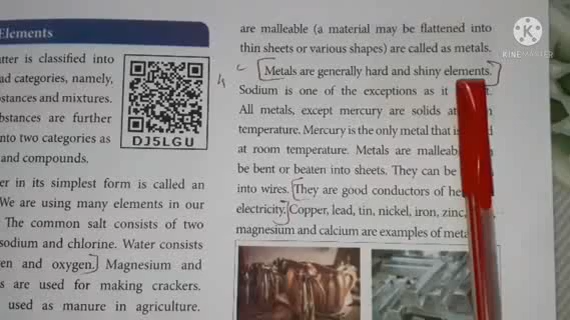 Elements
tter is classified into
ad categories, namely,
stances and mixtures.
bstances are further
into two categories as
and compounds.
DJ5LGU
er in its simplest form is called an
We are using many elements in our
The common salt consists of two
sodium and chlorine. Water consists
en and oxygen. Magnesium and
s are used for making crackers.
used as manure in agriculture.
are malleable (a material may be flattened into
thin sheets or various shapes) are called as metals.
Metals are generally hard and shiny elements.
Sodium is one of the exceptions as it
All metals, except mercury are solids at
temperature. Mercury is the only metal that is
at room temperature. Metals are malleab
be bent or beaten into sheets. They can be
into wires. They are good conductors of he
electricity. Copper, lead, tin, nickel, iron, zinc,
magnesium and calcium are examples of meta
KINEMASTER